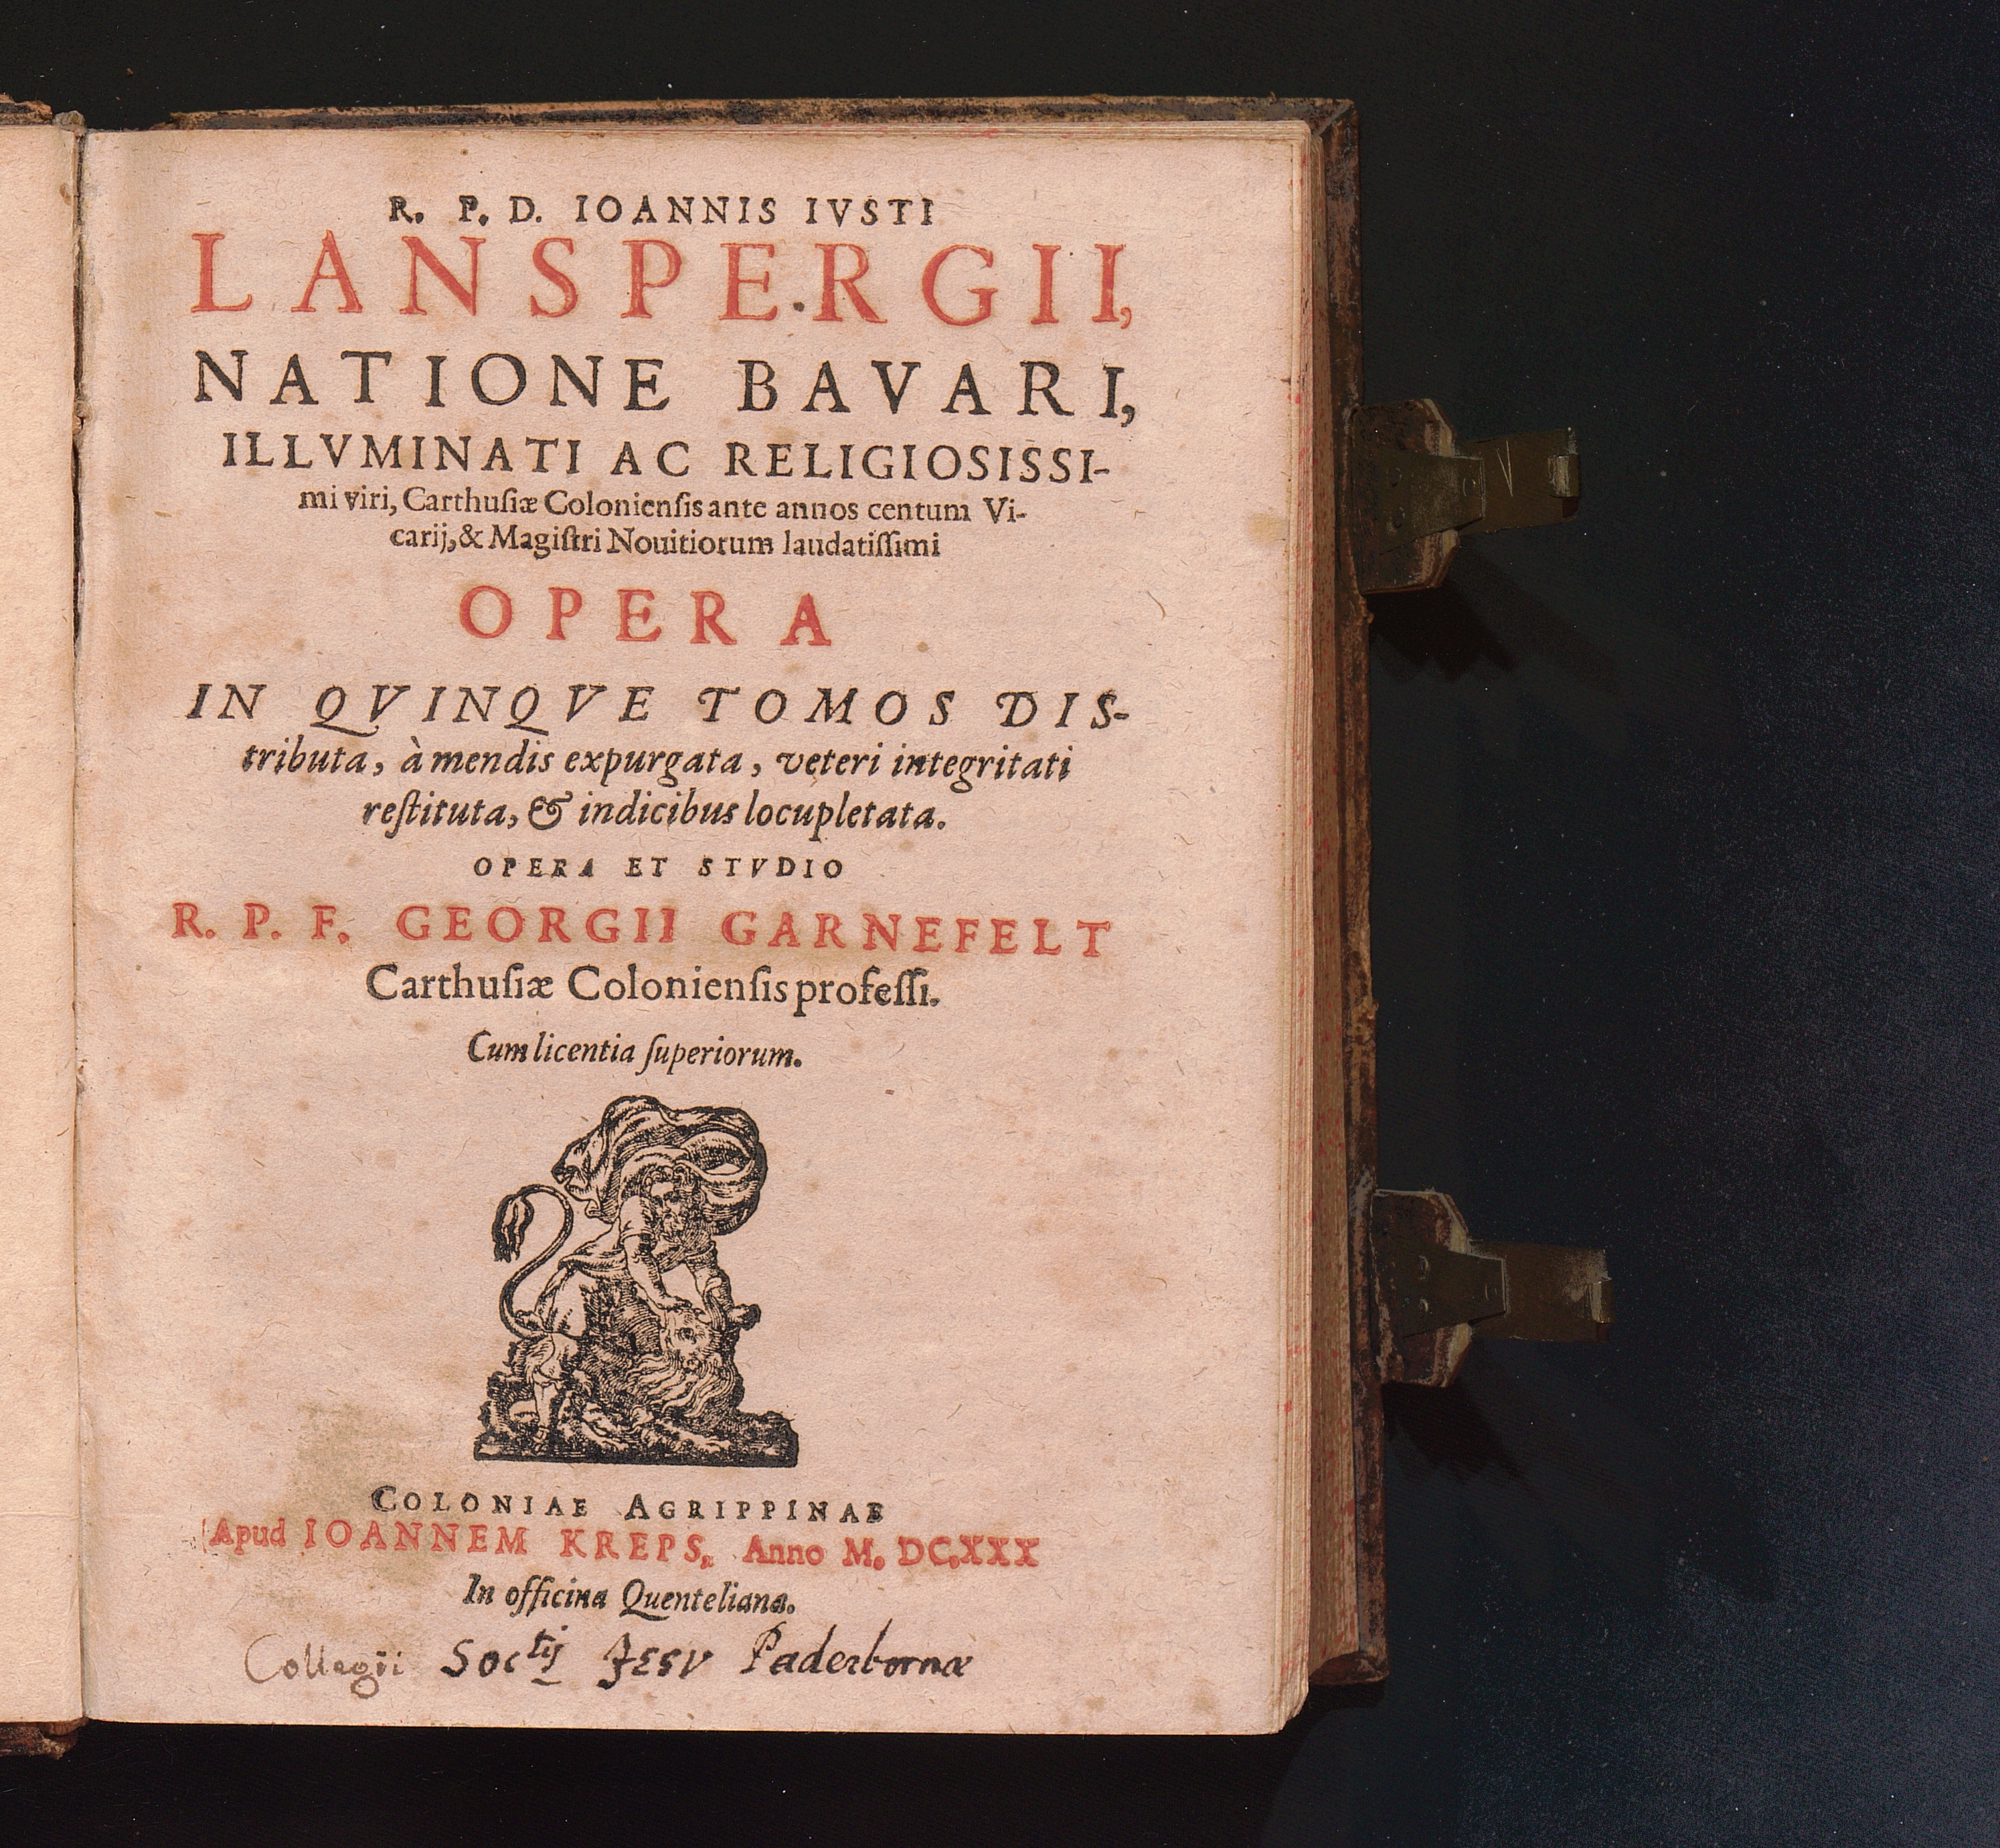 R. P. D. IOANNIS IVSTI
LANSPERGII,
NATIONE BAVARI,
ILLVMINATI AC RELIGIOSISSI-
mi viri, Carthuſiæ Colonienſis ante annos centum Vi-
carij, & Magiſtri Nouitiorum laudatiſſimi
OPERA
IN QVINQVE TOMOS DIS-
tributa, à mendis expurgata, veteri integritati
reſtituta, & indicibus locupletata.
OPERA ET STVDIO
R. P. F. GEORGII GARNEFELT
Carthuſiæ Colonienſis profeſſi.
Cum licentia ſuperiorum.
COLONIAE AGRIPPINAE
Apud IOANNEM KREPS, Anno M. DC.XXX
In officina Quenteliana.
Collegii Soctis Jesv Paderbornæ